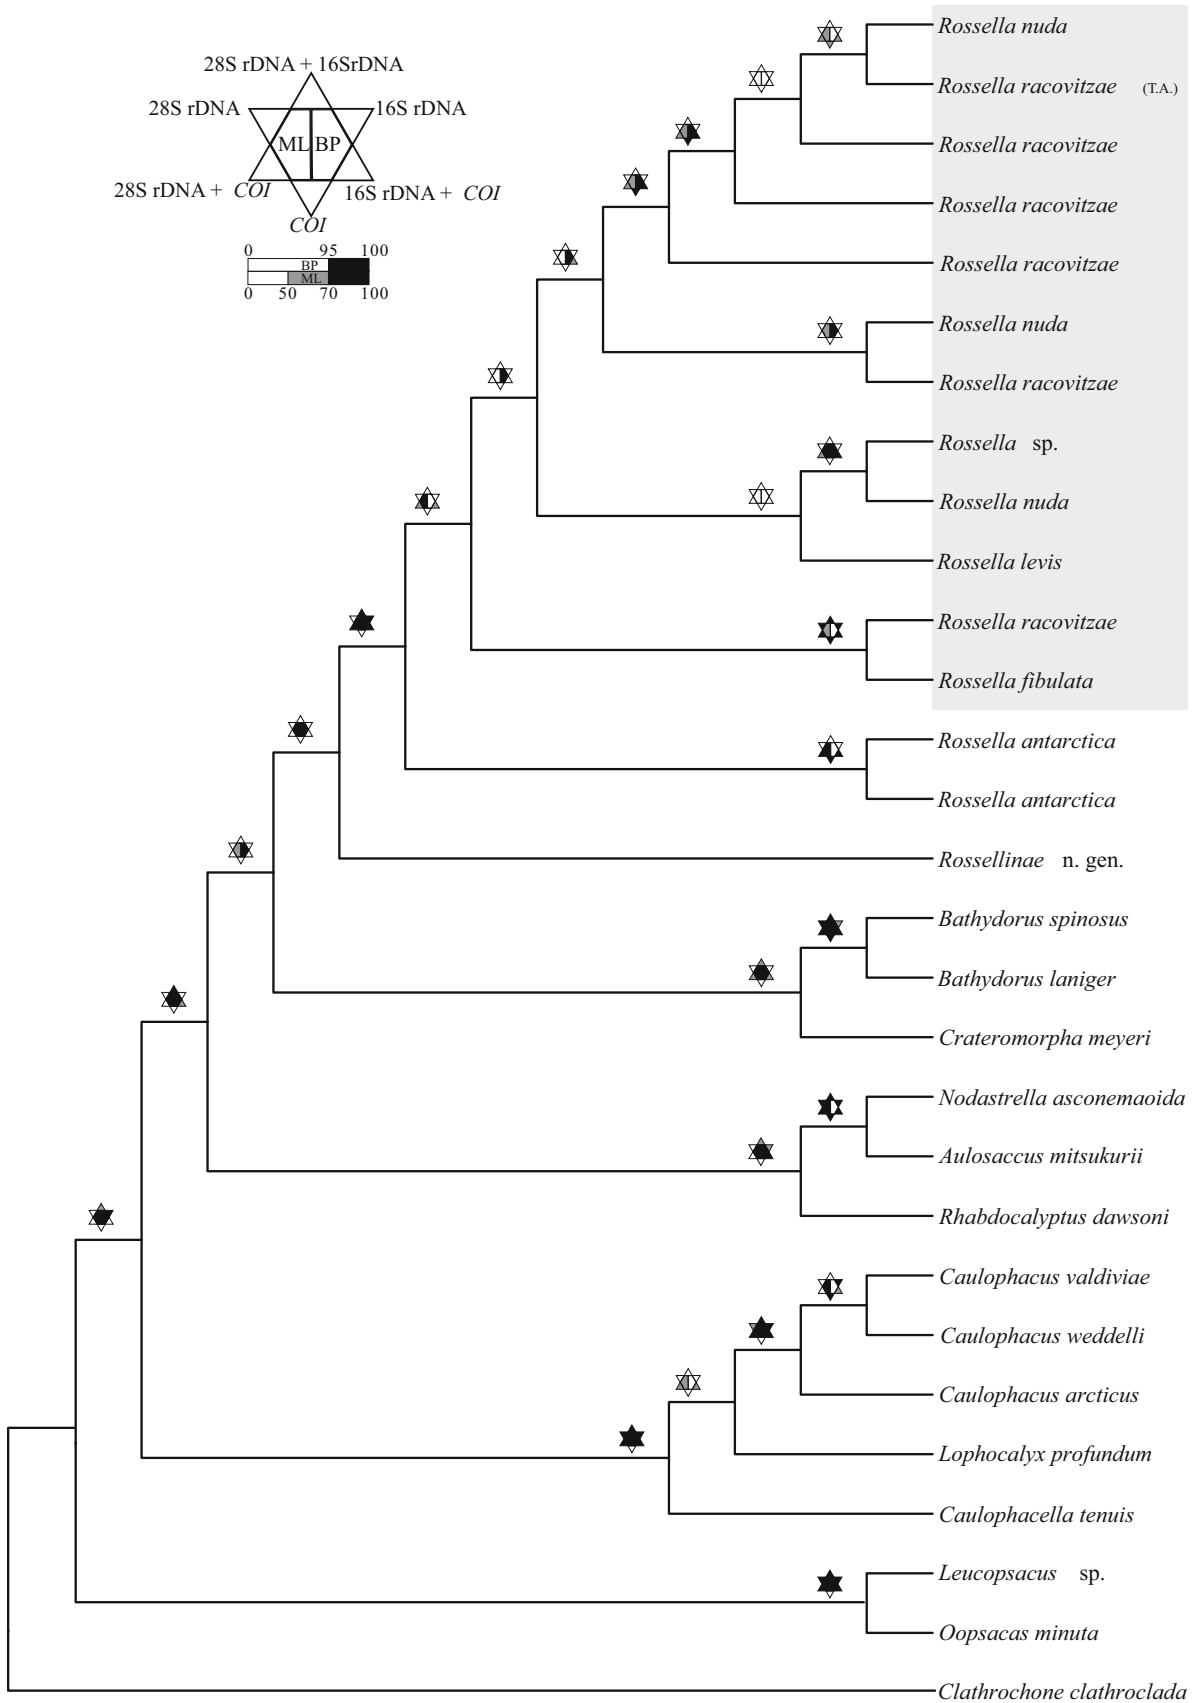 28S rDNA + 16SrDNA
28S rDNA
16S rDNA
ML
BP
28S rDNA + COI
16S rDNA + COI
COI
0 95 100
BP
ML
0 50 70 100
Rossella nuda
Rossella racovitzae (T.A.)
Rossella racovitzae
Rossella racovitzae
Rossella racovitzae
Rossella nuda
Rossella racovitzae
Rossella sp.
Rossella nuda
Rossella levis
Rossella racovitzae
Rossella fibulata
Rossella antarctica
Rossella antarctica
Rossellinae n. gen.
Bathydorus spinosus
Bathydorus laniger
Crateromorpha meyeri
Nodastrella asconemaoida
Aulosaccus mitsukurii
Rhabdocalyptus dawsoni
Caulophacus valdiviae
Caulophacus weddelli
Caulophacus arcticus
Lophocalyx profundum
Caulophacella tenuis
Leucopsacus sp.
Oopsacas minuta
Clathrochone clathroclada